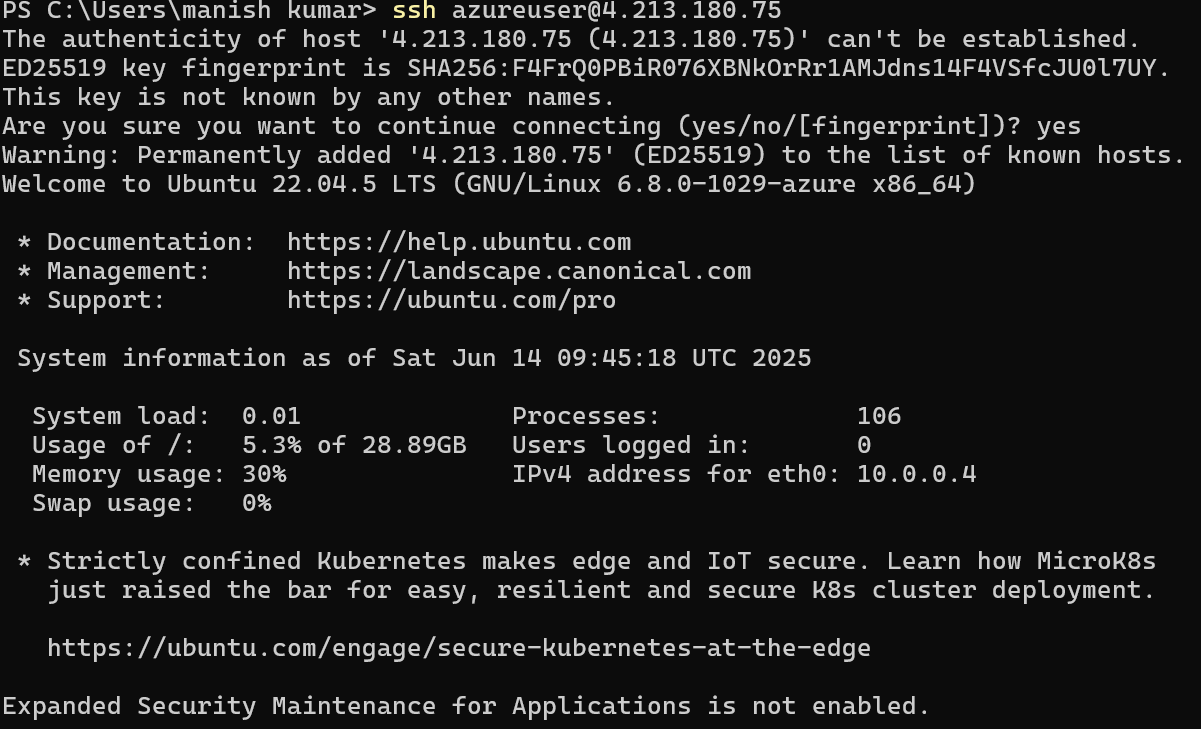 PS C:\Users\manish kumar> ssh azureuser@4.213.180.75
The authenticity of host '4.213.180.75 (4.213.180.75)' can't be established.
ED25519 key fingerprint is SHA256:F4FrQ0PBiR076XBNkOrRr1AMJdns14F4VSfcJU0l7UY.
This key is not known by any other names.
Are you sure you want to continue connecting (yes/no/[fingerprint])? yes
Warning: Permanently added '4.213.180.75' (ED25519) to the list of known hosts.
Welcome to Ubuntu 22.04.5 LTS (GNU/Linux 6.8.0-1029-azure x86_64)
* Documentation: https://help.ubuntu.com
* Management: https://landscape.canonical.com
* Support: https://ubuntu.com/pro
System information as of Sat Jun 14 09:45:18 UTC 2025
System load: 0.01 Processes: 106
Usage of /: 5.3% of 28.89GB Users logged in: 0
Memory usage: 30% IPv4 address for eth0: 10.0.0.4
Swap usage: 0%
* Strictly confined Kubernetes makes edge and IoT secure. Learn how MicroK8s
just raised the bar for easy, resilient and secure K8s cluster deployment.
https://ubuntu.com/engage/secure-kubernetes-at-the-edge
Expanded Security Maintenance for Applications is not enabled.